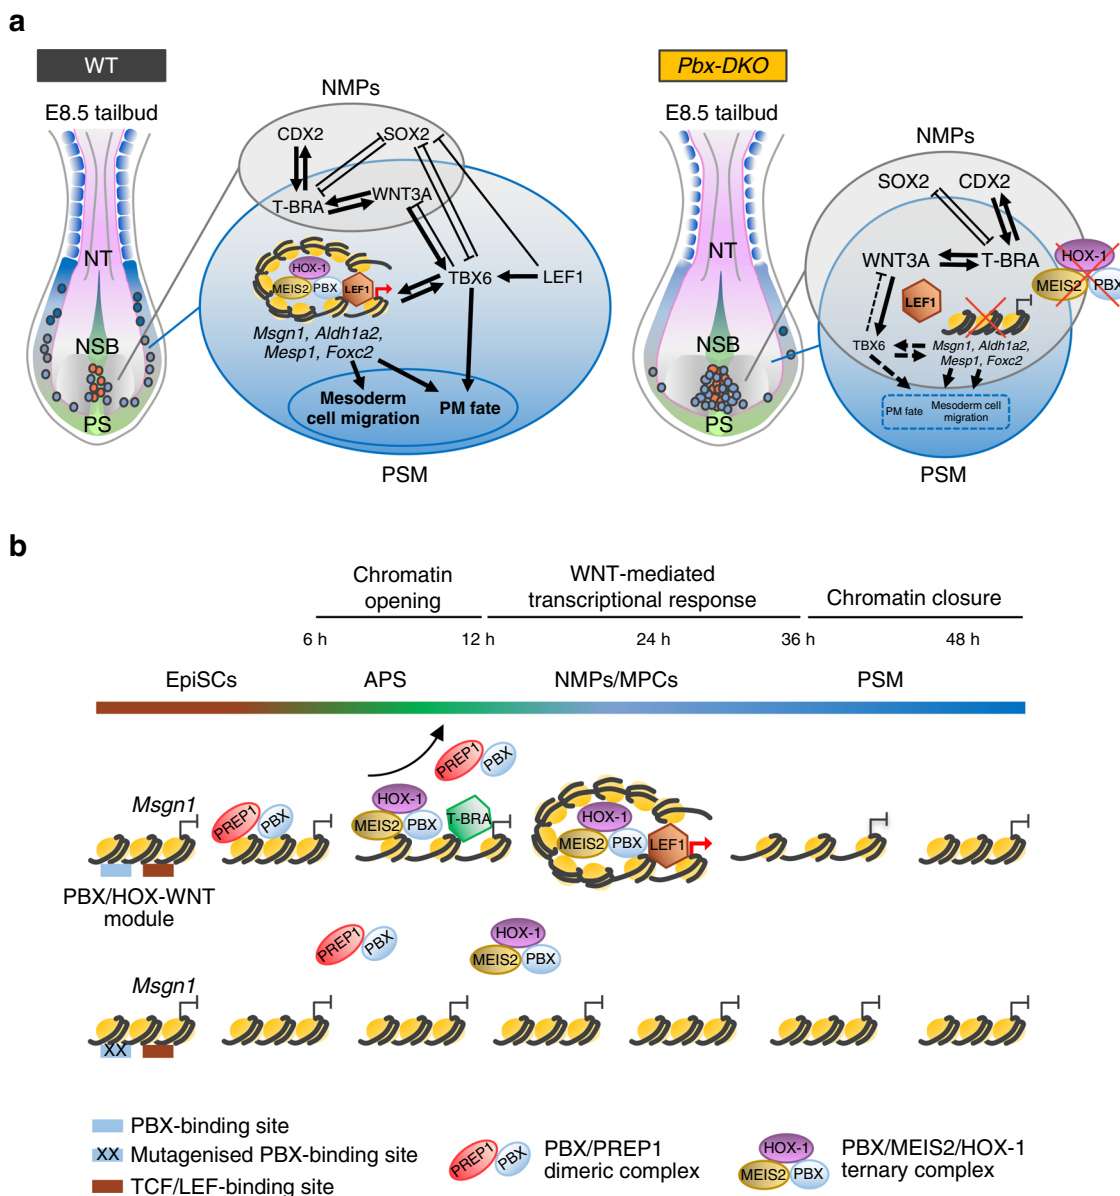 a
WT
E8.5 tailbud
NT
NSB
PS
NMPs
CDX2
SOX2
T-BRA
WNT3A
HOX-1
MEIS2
PBX
LEF1
TBX6
LEF1
Msgn1, Aldh1a2,
Mesp1, Foxc2
Mesoderm
cell migration
PM fate
PSM
Pbx-DKO
E8.5 tailbud
NT
NSB
PS
NMPs
SOX2
CDX2
WNT3A
T-BRA
HOX-1
MEIS2
PBX
LEF1
TBX6
Msgn1, Aldh1a2,
Mesp1, Foxc2
PM fate
Mesoderm cell
migration
PSM
b
Chromatin
opening
WNT-mediated
transcriptional response
Chromatin closure
6 h
12 h
24 h
36 h
48 h
EpiSCs
APS
NMPs/MPCs
PSM
Msgn1
PREP1
PBX
HOX-1
MEIS2
PBX
T-BRA
PREP1
PBX
HOX-1
MEIS2
PBX
LEF1
PBX/HOX-WNT
module
PREP1
PBX
HOX-1
MEIS2
PBX
Msgn1
XX
PBX-binding site
XX
Mutagenised PBX-binding site
TCF/LEF-binding site
PREP1
PBX
PBX/PREP1
dimeric complex
HOX-1
MEIS2
PBX
PBX/MEIS2/HOX-1
ternary complex